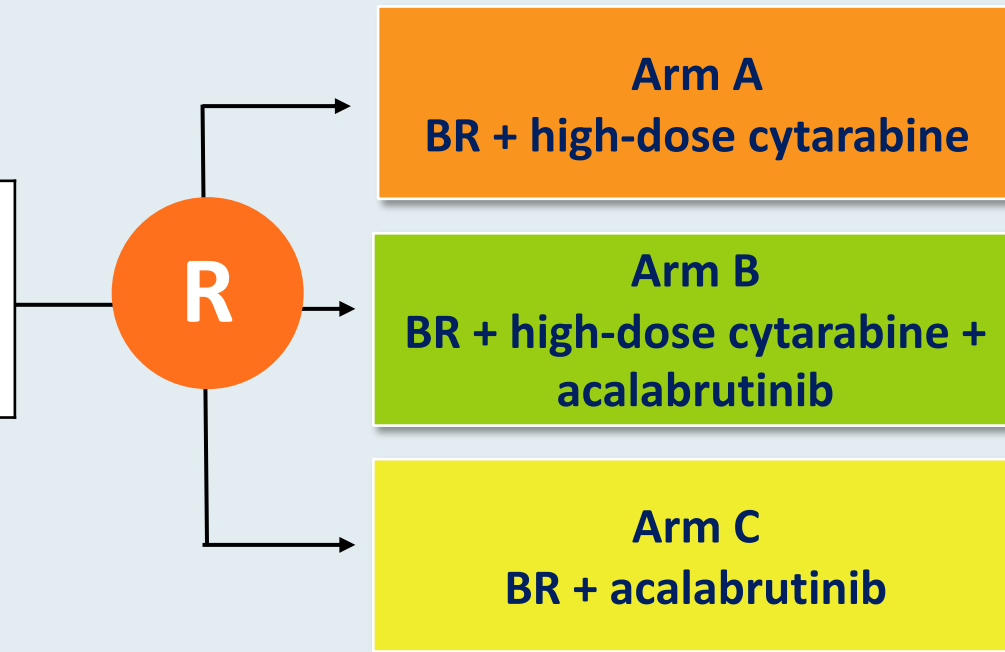 R
Arm A
BR + high-dose cytarabine
Arm B
BR + high-dose cytarabine +
acalabrutinib
Arm C
BR + acalabrutinib